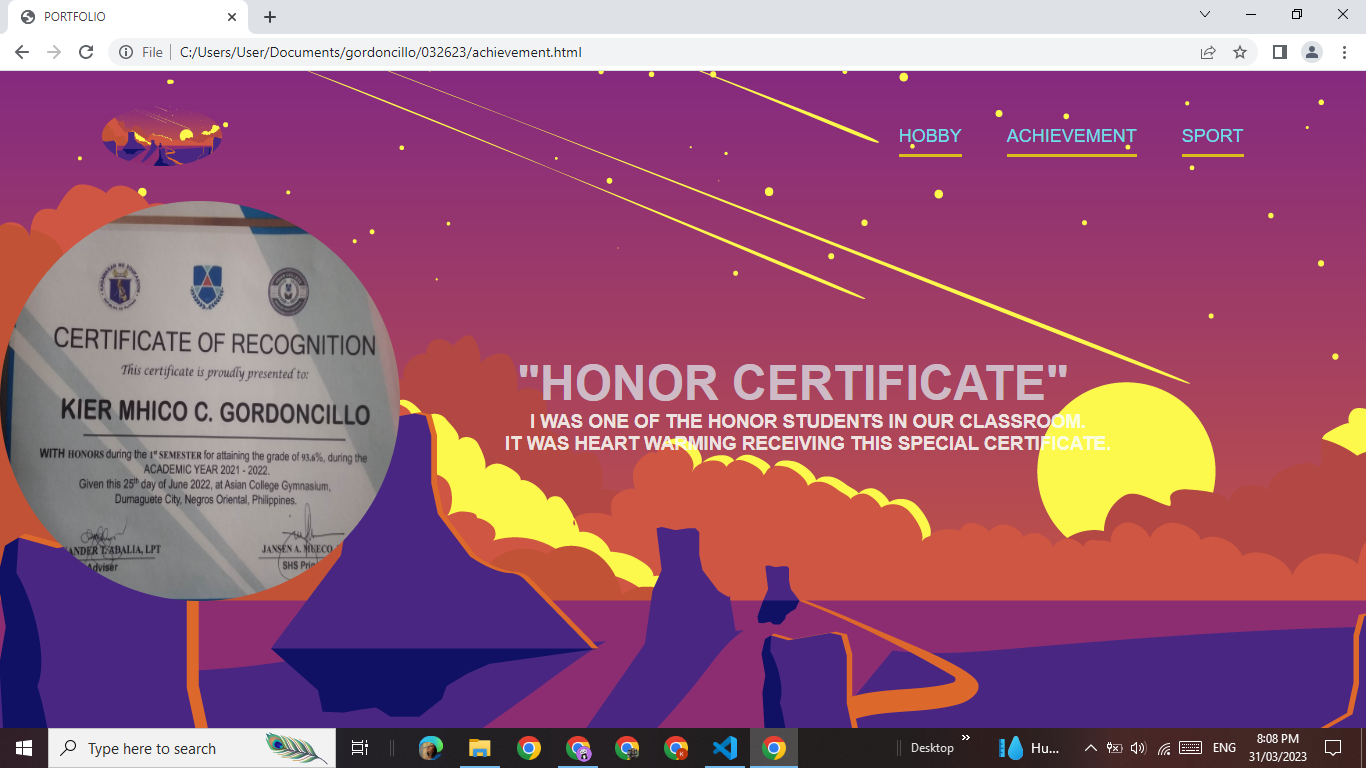 PORTFOLIO
File
C:/Users/User/Documents/gordoncillo/032623/achievement.html
HOBBY ACHIEVEMENT SPORT
CERTIFICATE OF RECOGNITION
This certificate is proudly presented to:
KIER MHICO C. GORDONCILLO
WITH HONORS during the 1st SEMESTER for attaining the grade of 93.6%, during the
ACADEMIC YEAR 2021 - 2022.
Given this 25th day of June 2022, at Asian College Gymnasium,
Dumaguete City, Negros Oriental, Philippines.
ANDER T. ABALIA, LPT
Adviser
JANSEN A. MUECO
SHS
"HONOR CERTIFICATE"
I WAS ONE OF THE HONOR STUDENTS IN OUR CLASSROOM.
IT WAS HEART WARMING RECEIVING THIS SPECIAL CERTIFICATE.
Type here to search
Desktop
Hu...
ENG
8:08 PM
31/03/2023